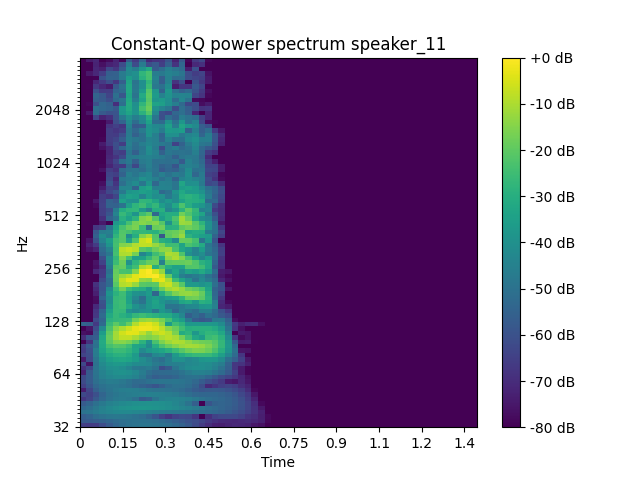 Constant-Q power spectrum speaker_11
+0 dB
-10 dB
-20 dB
-30 dB
-40 dB
-50 dB
-60 dB
-70 dB
-80 dB
2048
1024
512
256
128
64
32
Hz
0 0.15 0.3 0.45 0.6 0.75 0.9 1.1 1.2 1.4
Time